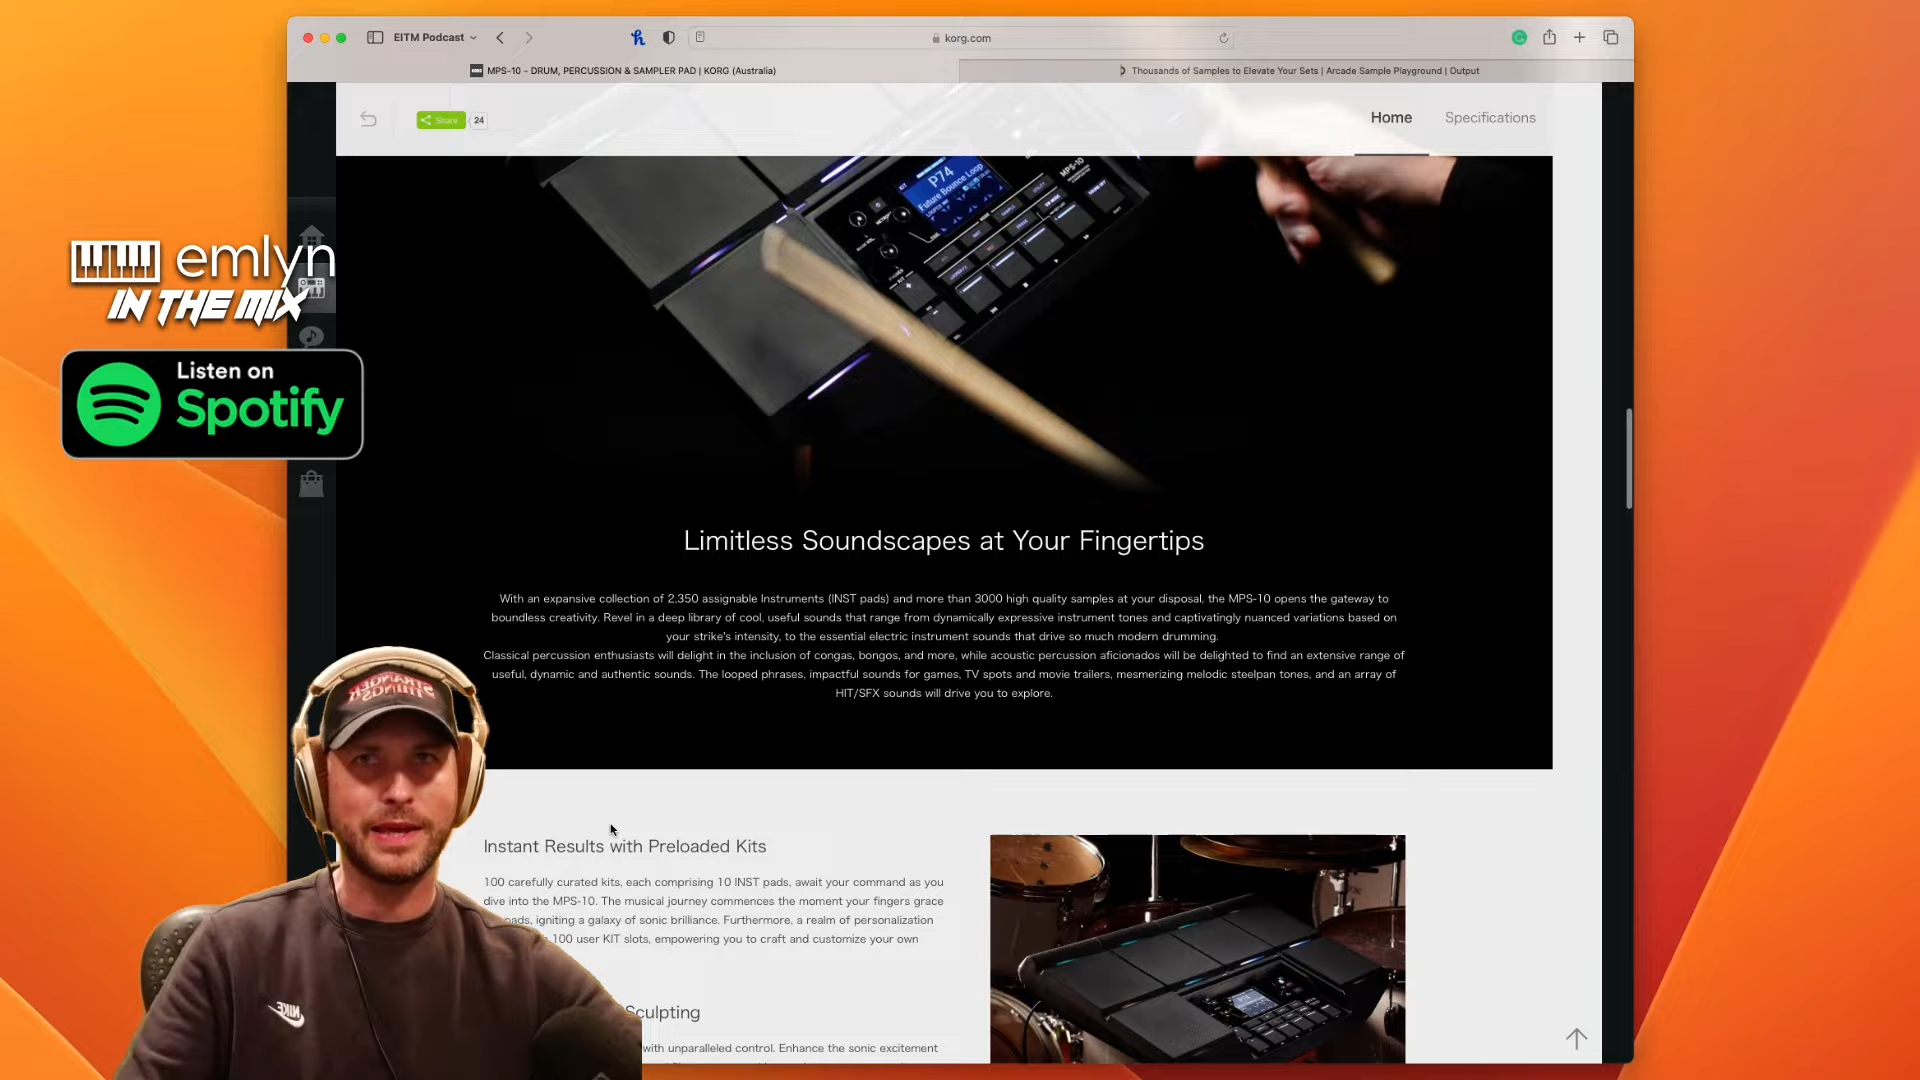 EITM Podcast
korg.com
MPS-10 - DRUM, PERCUSSION & SAMPLER PAD | KORG (Australia)
Thousands of Samples to Elevate Your Sets | Arcade Sample Playground | Output
Share
24
Home
Specifications
P74
Future Bounce Loop
MPS-10
emlyn
IN THE MIX
Listen on
Spotify
Limitless Soundscapes at Your Fingertips
With an expansive collection of 2,350 assignable Instruments (INST pads) and more than 3000 high quality samples at your disposal, the MPS-10 opens the gateway to
boundless creativity. Revel in a deep library of cool, useful sounds that range from dynamically expressive instrument tones and captivatingly nuanced variations based on
your strike's intensity, to the essential electric instrument sounds that drive so much modern drumming.
Classical percussion enthusiasts will delight in the inclusion of congas, bongos, and more, while acoustic percussion aficionados will be delighted to find an extensive range of
useful, dynamic and authentic sounds. The looped phrases, impactful sounds for games, TV spots and movie trailers, mesmerizing melodic steelpan tones, and an array of
HIT/SFX sounds will drive you to explore.
STRANGER
THINGS
Instant Results with Preloaded Kits
100 carefully curated kits, each comprising 10 INST pads, await your command as you
dive into the MPS-10. The musical journey commences the moment your fingers grace
pads, igniting a galaxy of sonic brilliance. Furthermore, a realm of personalization
100 user KIT slots, empowering you to craft and customize your own
Sculpting
with unparalleled control. Enhance the sonic excitement
NIKE